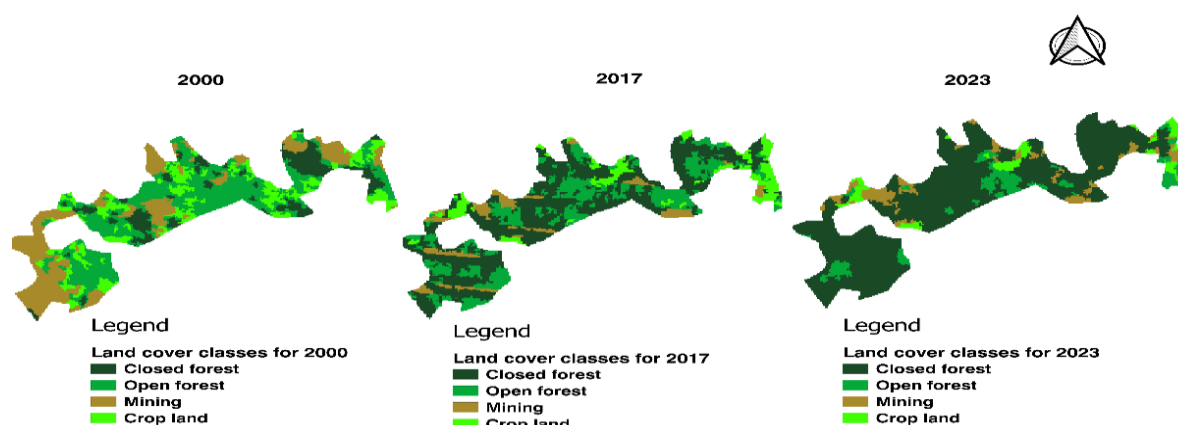 2000
2017
2023
Legend
Land cover classes for 2000
Closed forest
Open forest
Mining
Crop land
Legend
Land cover classes for 2017
Closed forest
Open forest
Mining
Crop land
Legend
Land cover classes for 2023
Closed forest
Open forest
Mining
Crop land